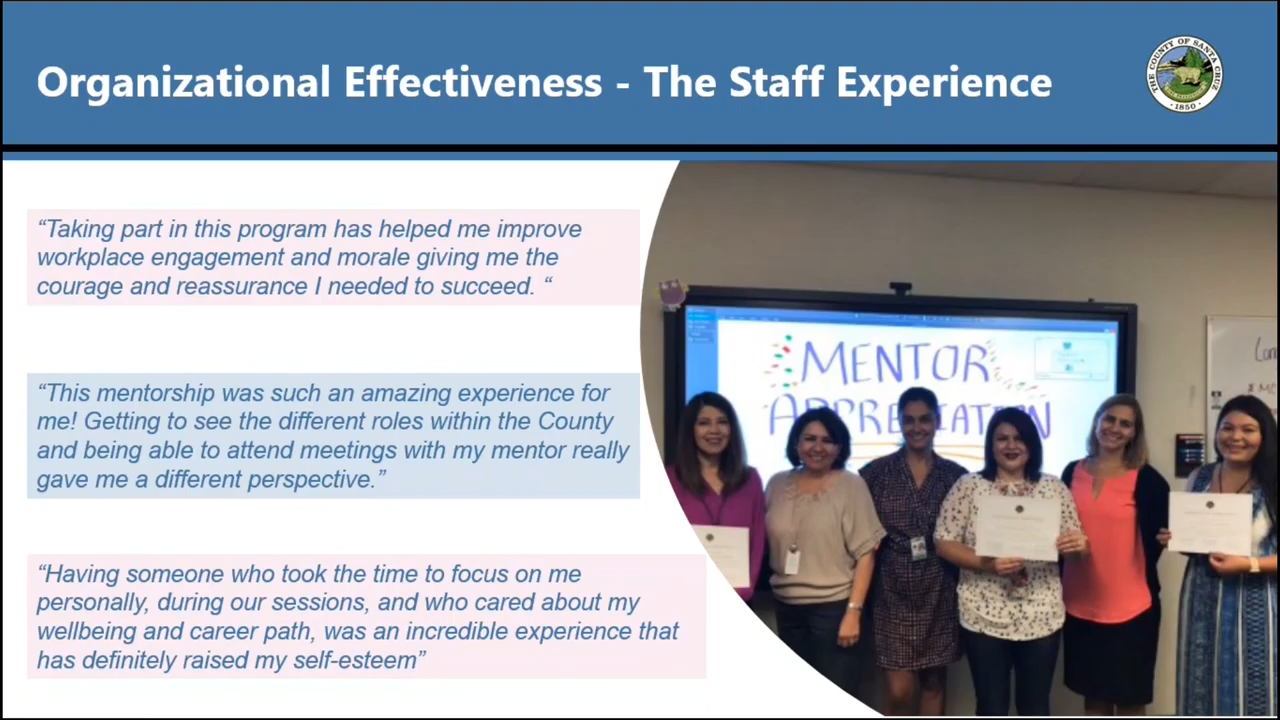 Organizational Effectiveness - The Staff Experience
THE COUNTY OF SANTA CRUZ
1850
“Taking part in this program has helped me improve
workplace engagement and morale giving me the
courage and reassurance I needed to succeed. “
“This mentorship was such an amazing experience for
me! Getting to see the different roles within the County
and being able to attend meetings with my mentor really
gave me a different perspective.”
“Having someone who took the time to focus on me
personally, during our sessions, and who cared about my
wellbeing and career path, was an incredible experience that
has definitely raised my self-esteem”
MENTOR
APPRECIATION